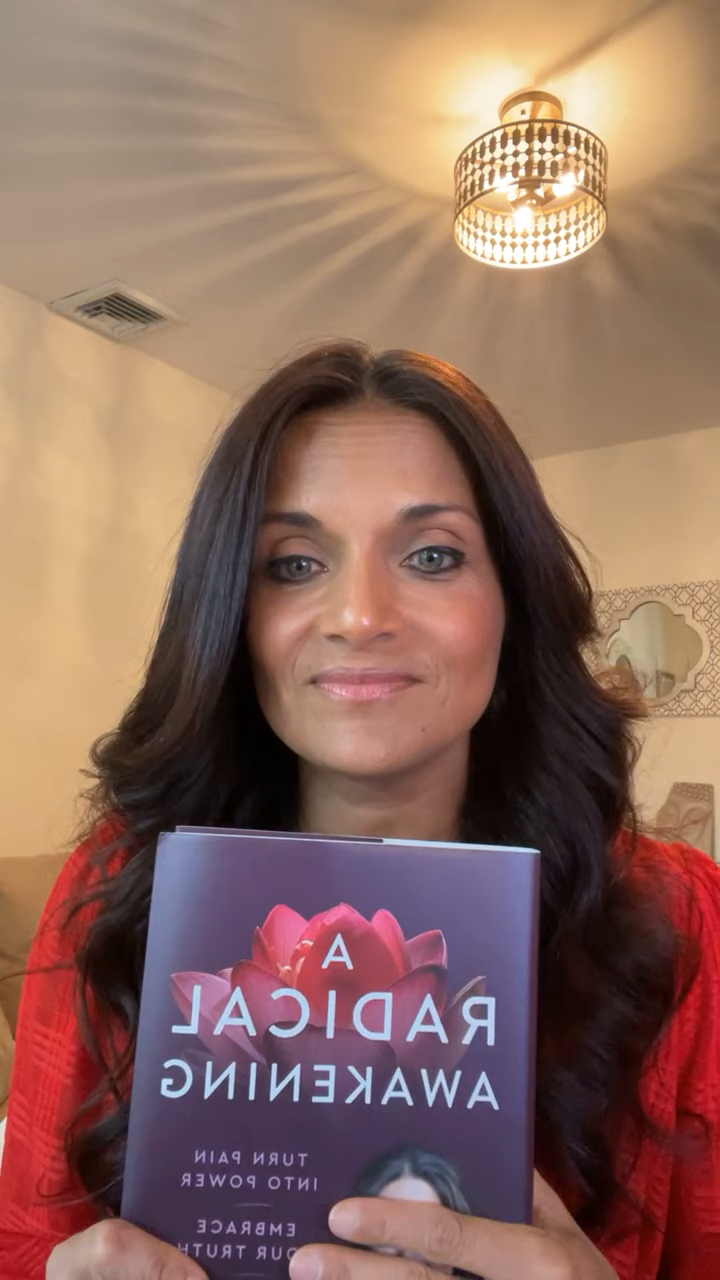 A
RADICAL
AWAKENING
TURN PAIN
INTO POWER
EMBRACE
TRUTH